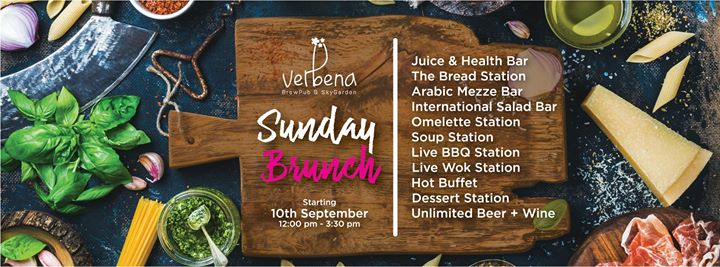 verbena
BrewPub & SkyGarden
Sunday
Brunch
Starting
10th September
12:00 pm - 3:30 pm
Juice & Health Bar
The Bread Station
Arabic Mezze Bar
International Salad Bar
Omelette Station
Soup Station
Live BBQ Station
Live Wok Station
Hot Buffet
Dessert Station
Unlimited Beer + Wine